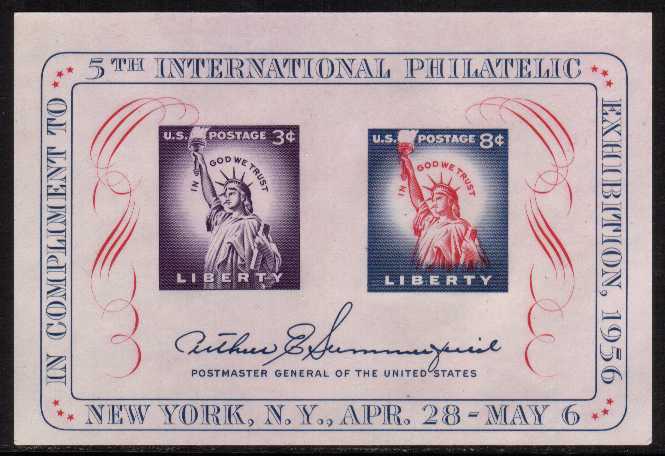 IN COMPLIMENT TO
5TH INTERNATIONAL PHILATELIC
EXHIBITION, 1956
U.S. POSTAGE 3¢
IN GOD WE TRUST
LIBERTY
U.S. POSTAGE 8¢
IN GOD WE TRUST
LIBERTY
Arthur E Summerfield
POSTMASTER GENERAL OF THE UNITED STATES
NEW YORK, N.Y., APR. 28-MAY 6